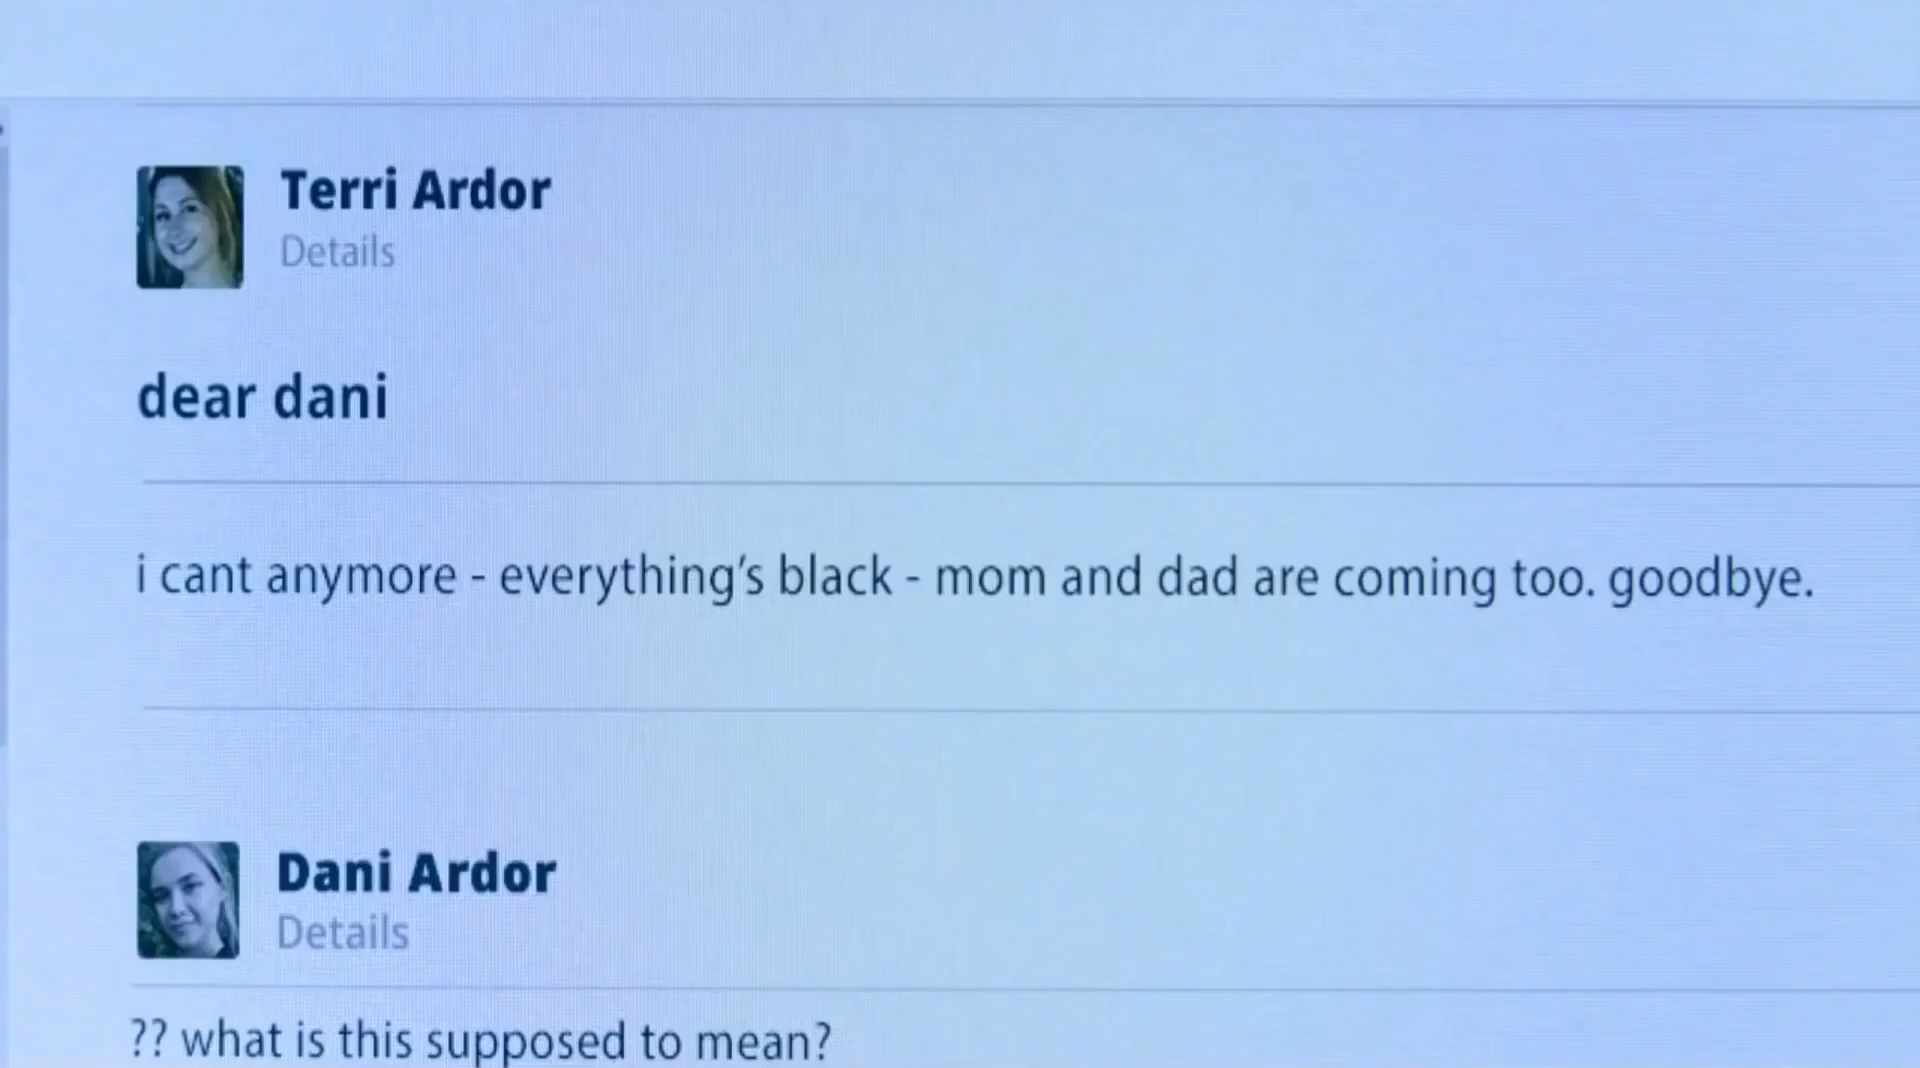 Terri Ardor
Details
dear dani
i cant anymore - everything's black - mom and dad are coming too. goodbye.
Dani Ardor
Details
?? what is this supposed to mean?